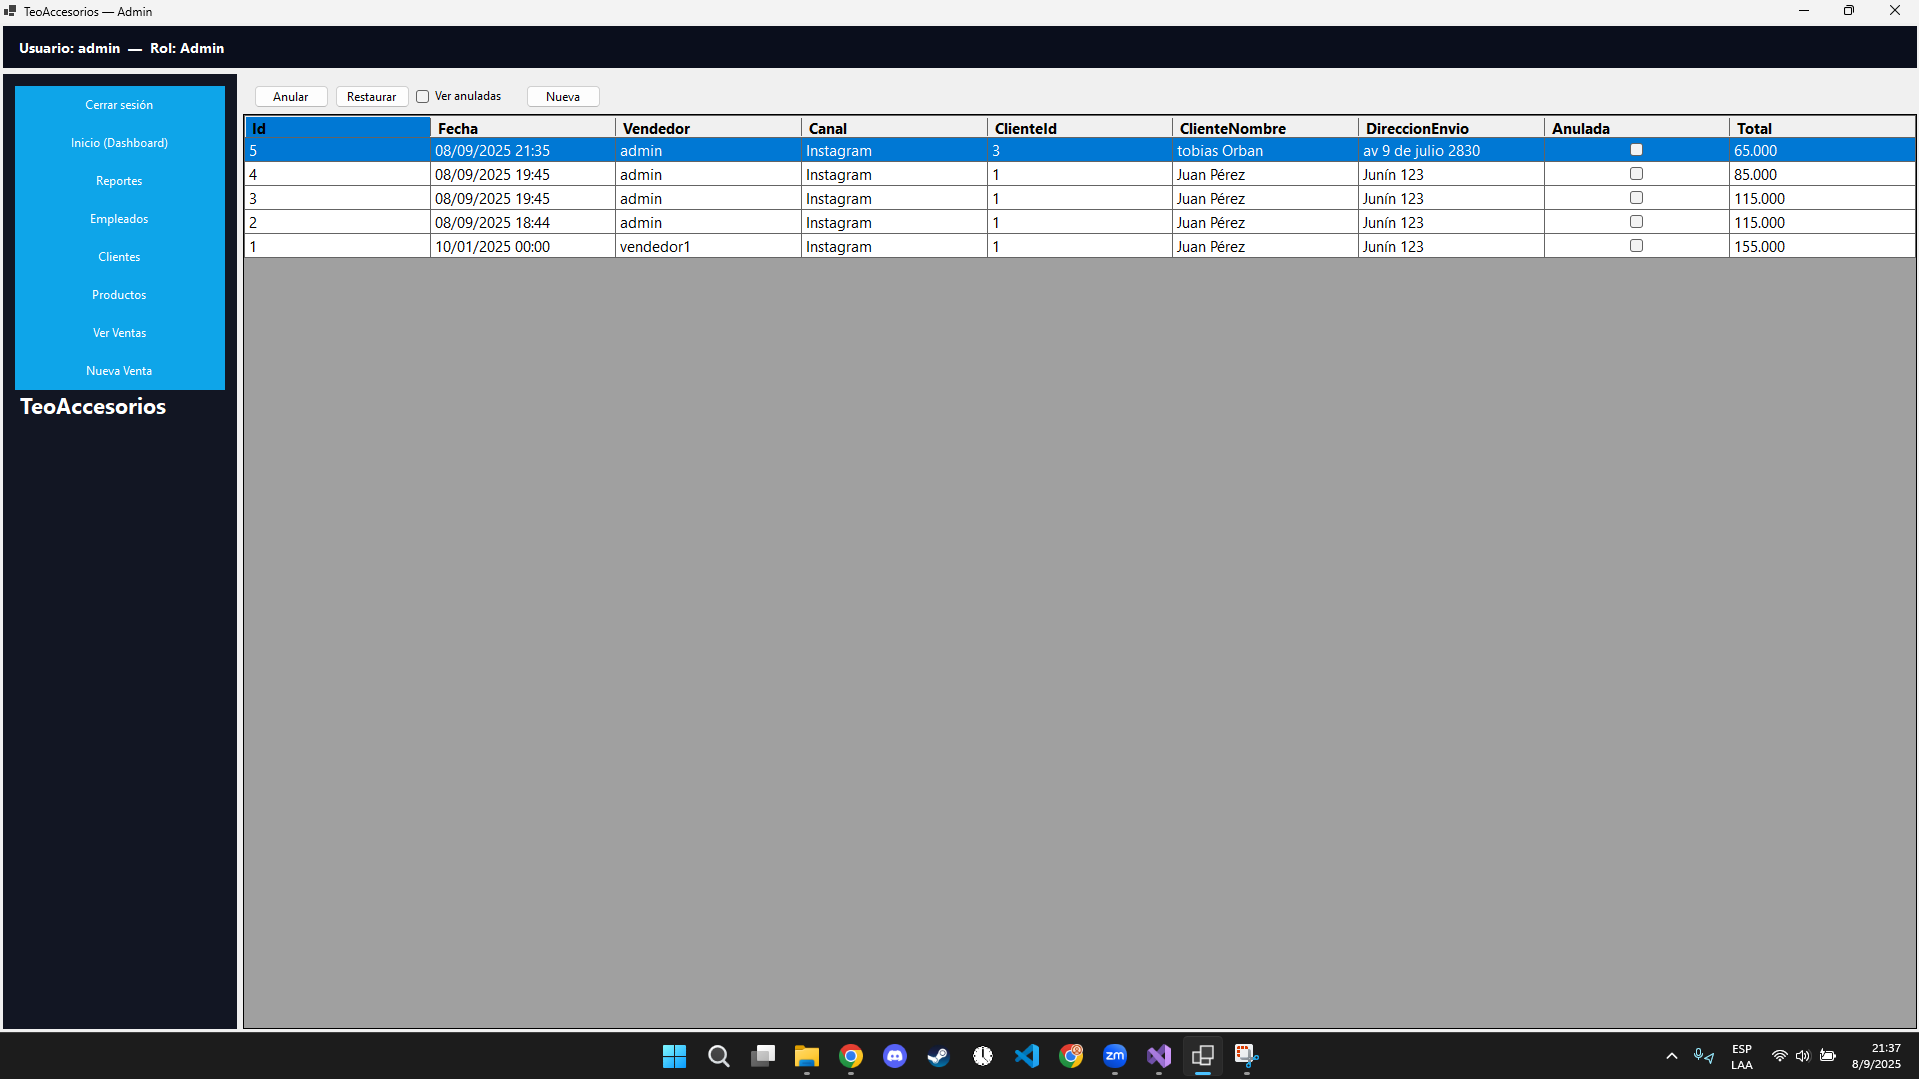 TeoAccesorios — Admin
Usuario: admin — Rol: Admin
Cerrar sesión
Inicio (Dashboard)
Reportes
Empleados
Clientes
Productos
Ver Ventas
Nueva Venta
TeoAccesorios
Anular Restaurar Ver anuladas Nueva
Id Fecha Vendedor Canal ClienteId ClienteNombre DireccionEnvio Anulada Total
5 08/09/2025 21:35 admin Instagram 3 tobias Orban av 9 de julio 2830 65.000
4 08/09/2025 19:45 admin Instagram 1 Juan Pérez Junín 123 85.000
3 08/09/2025 19:45 admin Instagram 1 Juan Pérez Junín 123 115.000
2 08/09/2025 18:44 admin Instagram 1 Juan Pérez Junín 123 115.000
1 10/01/2025 00:00 vendedor1 Instagram 1 Juan Pérez Junín 123 155.000
zm
ESP
LAA
21:37
8/9/2025